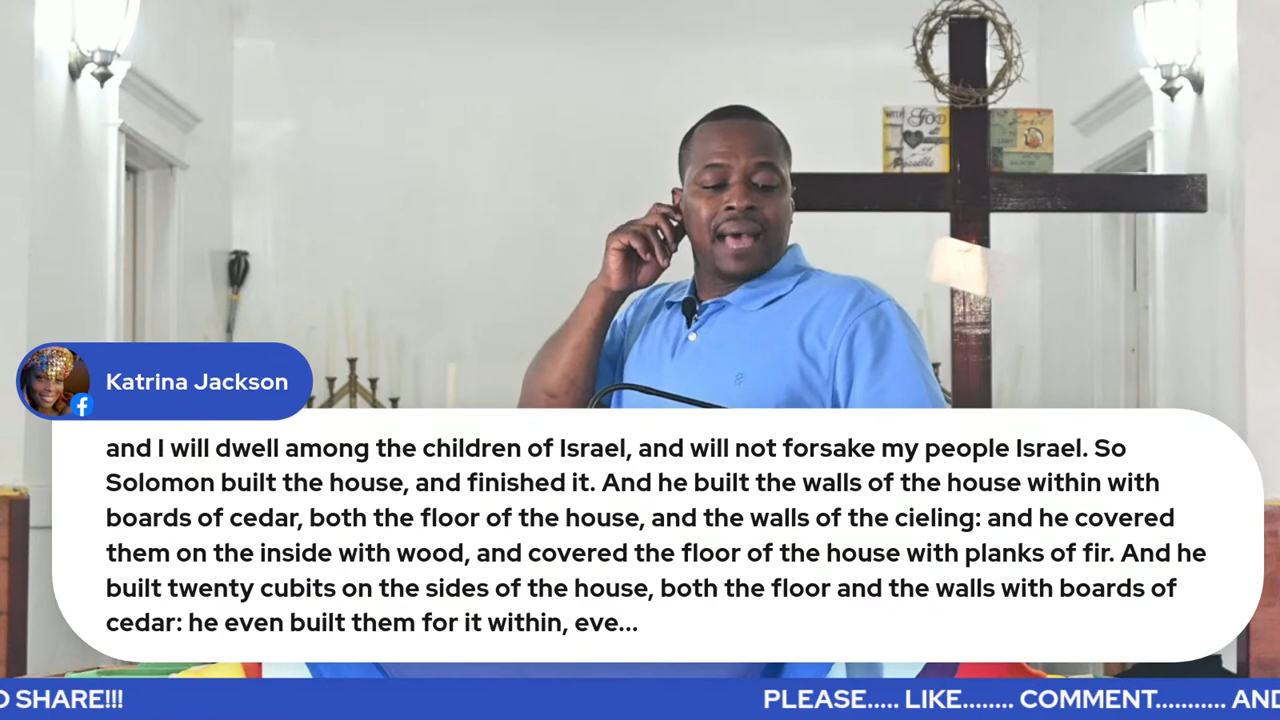 WITH GOD
all
Possible
Katrina Jackson
and I will dwell among the children of Israel, and will not forsake my people Israel. So
Solomon built the house, and finished it. And he built the walls of the house within with
boards of cedar, both the floor of the house, and the walls of the cieling: and he covered
them on the inside with wood, and covered the floor of the house with planks of fir. And he
built twenty cubits on the sides of the house, both the floor and the walls with boards of
cedar: he even built them for it within, eve...
O SHARE!!! PLEASE..... LIKE........ COMMENT........... AND